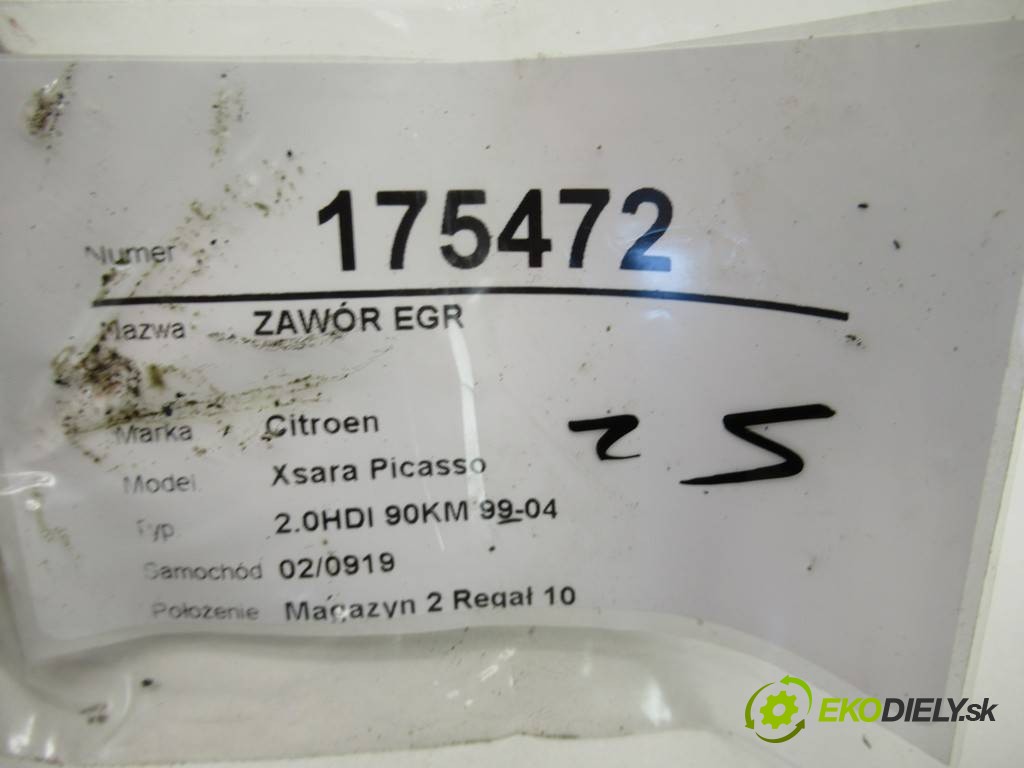 Numer 175472
Nazwa ZAWÓR EGR
Marka Citroen
Model Xsara Picasso
Typ 2.0HDI 90KM 99-04
Samochód 02/0919
Położenie Magazyn 2 Regał 10
EKODIELY.sk